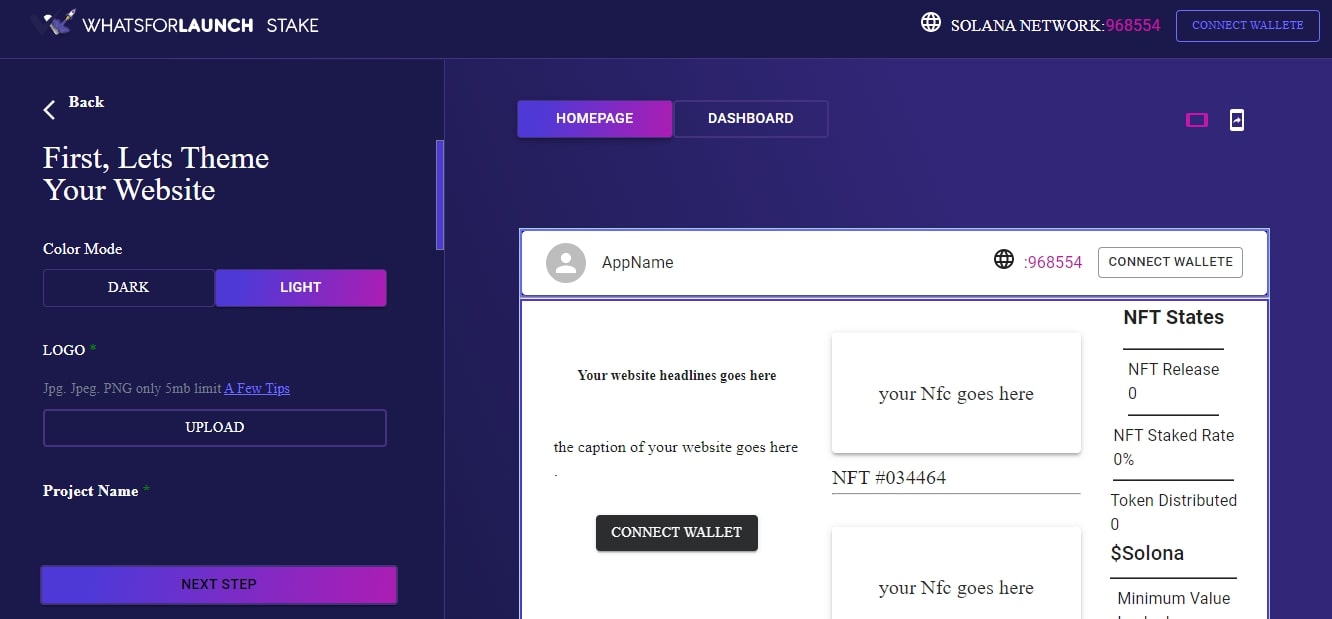 WHATSFORLAUNCH STAKE
SOLANA NETWORK:968554
CONNECT WALLETE
Back
First, Lets Theme
Your Website
Color Mode
DARK
LIGHT
LOGO *
Jpg. Jpeg. PNG only 5mb limit A Few Tips
UPLOAD
Project Name *
NEXT STEP
HOMEPAGE
DASHBOARD
AppName
:968554
CONNECT WALLETE
Your website headlines goes here
the caption of your website goes here
.
CONNECT WALLET
your Nfc goes here
NFT #034464
your Nfc goes here
NFT States
NFT Release
0
NFT Staked Rate
0%
Token Distributed
0
$Solona
Minimum Value